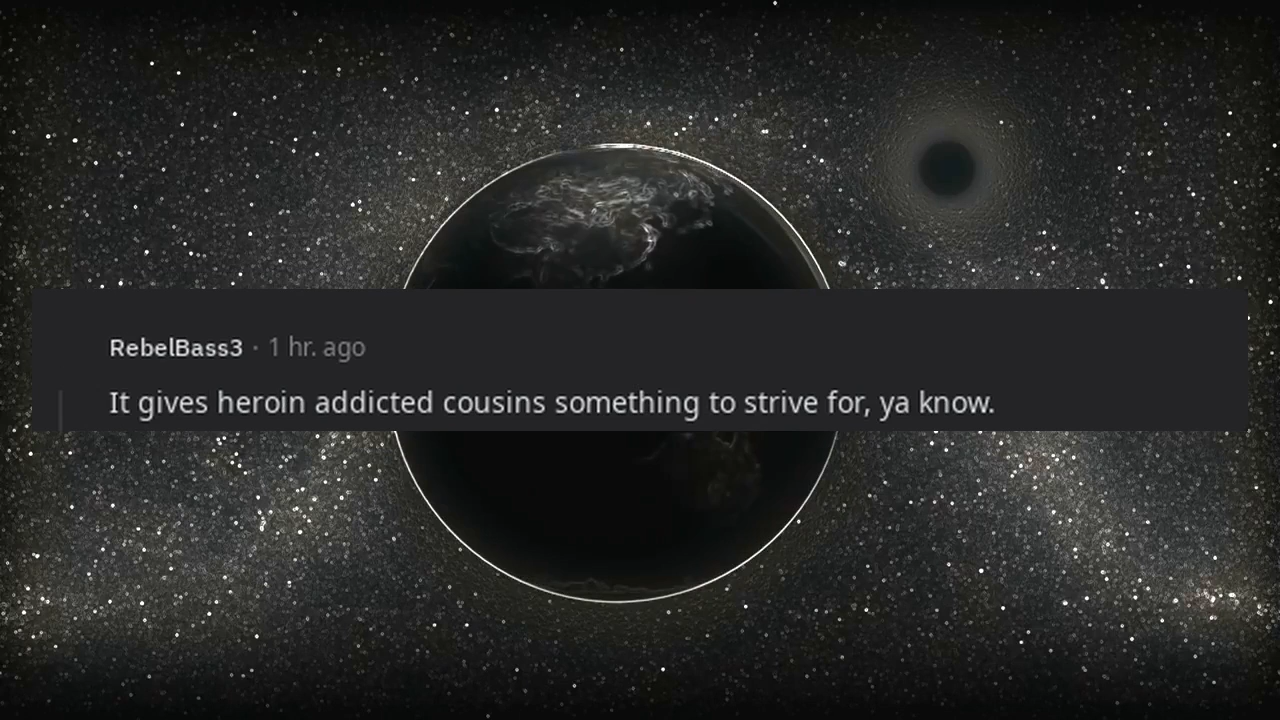 RebelBass3 · 1 hr. ago
It gives heroin addicted cousins something to strive for, ya know.